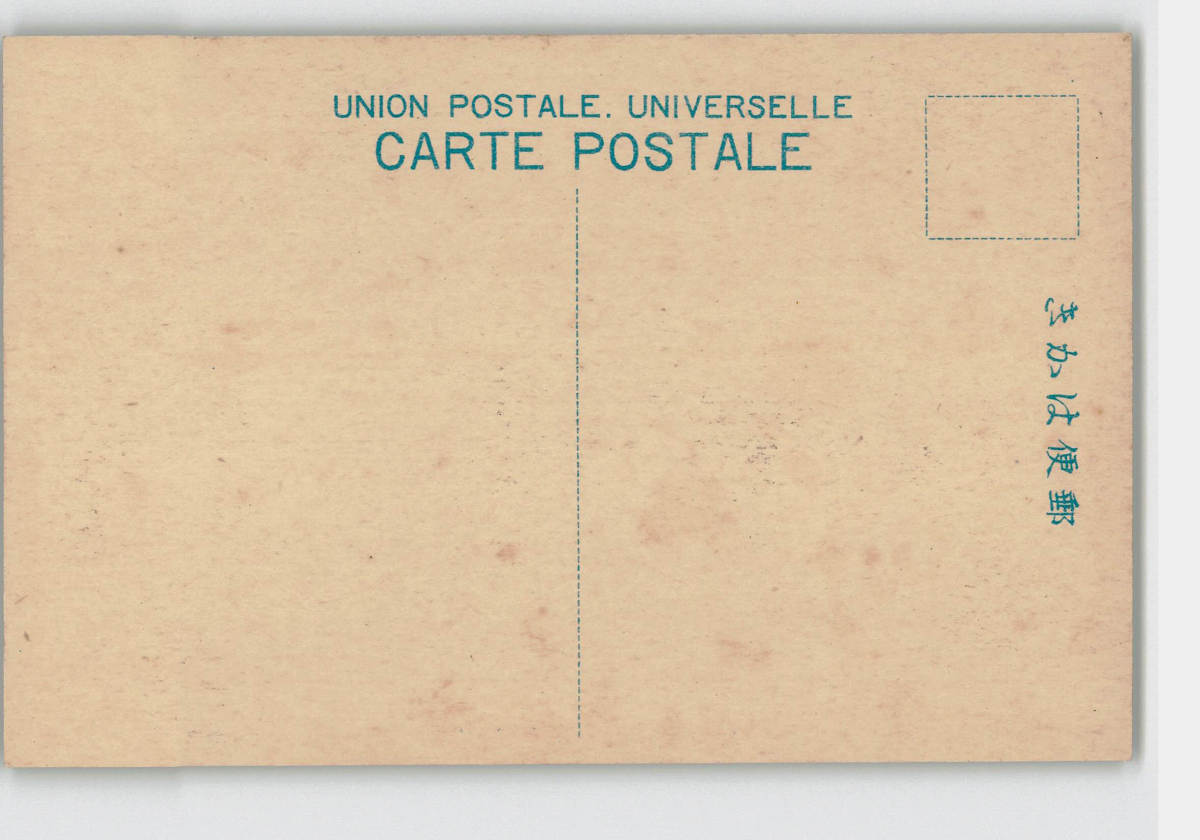 UNION POSTALE. UNIVERSELLE
CARTE POSTALE
郵便はかき